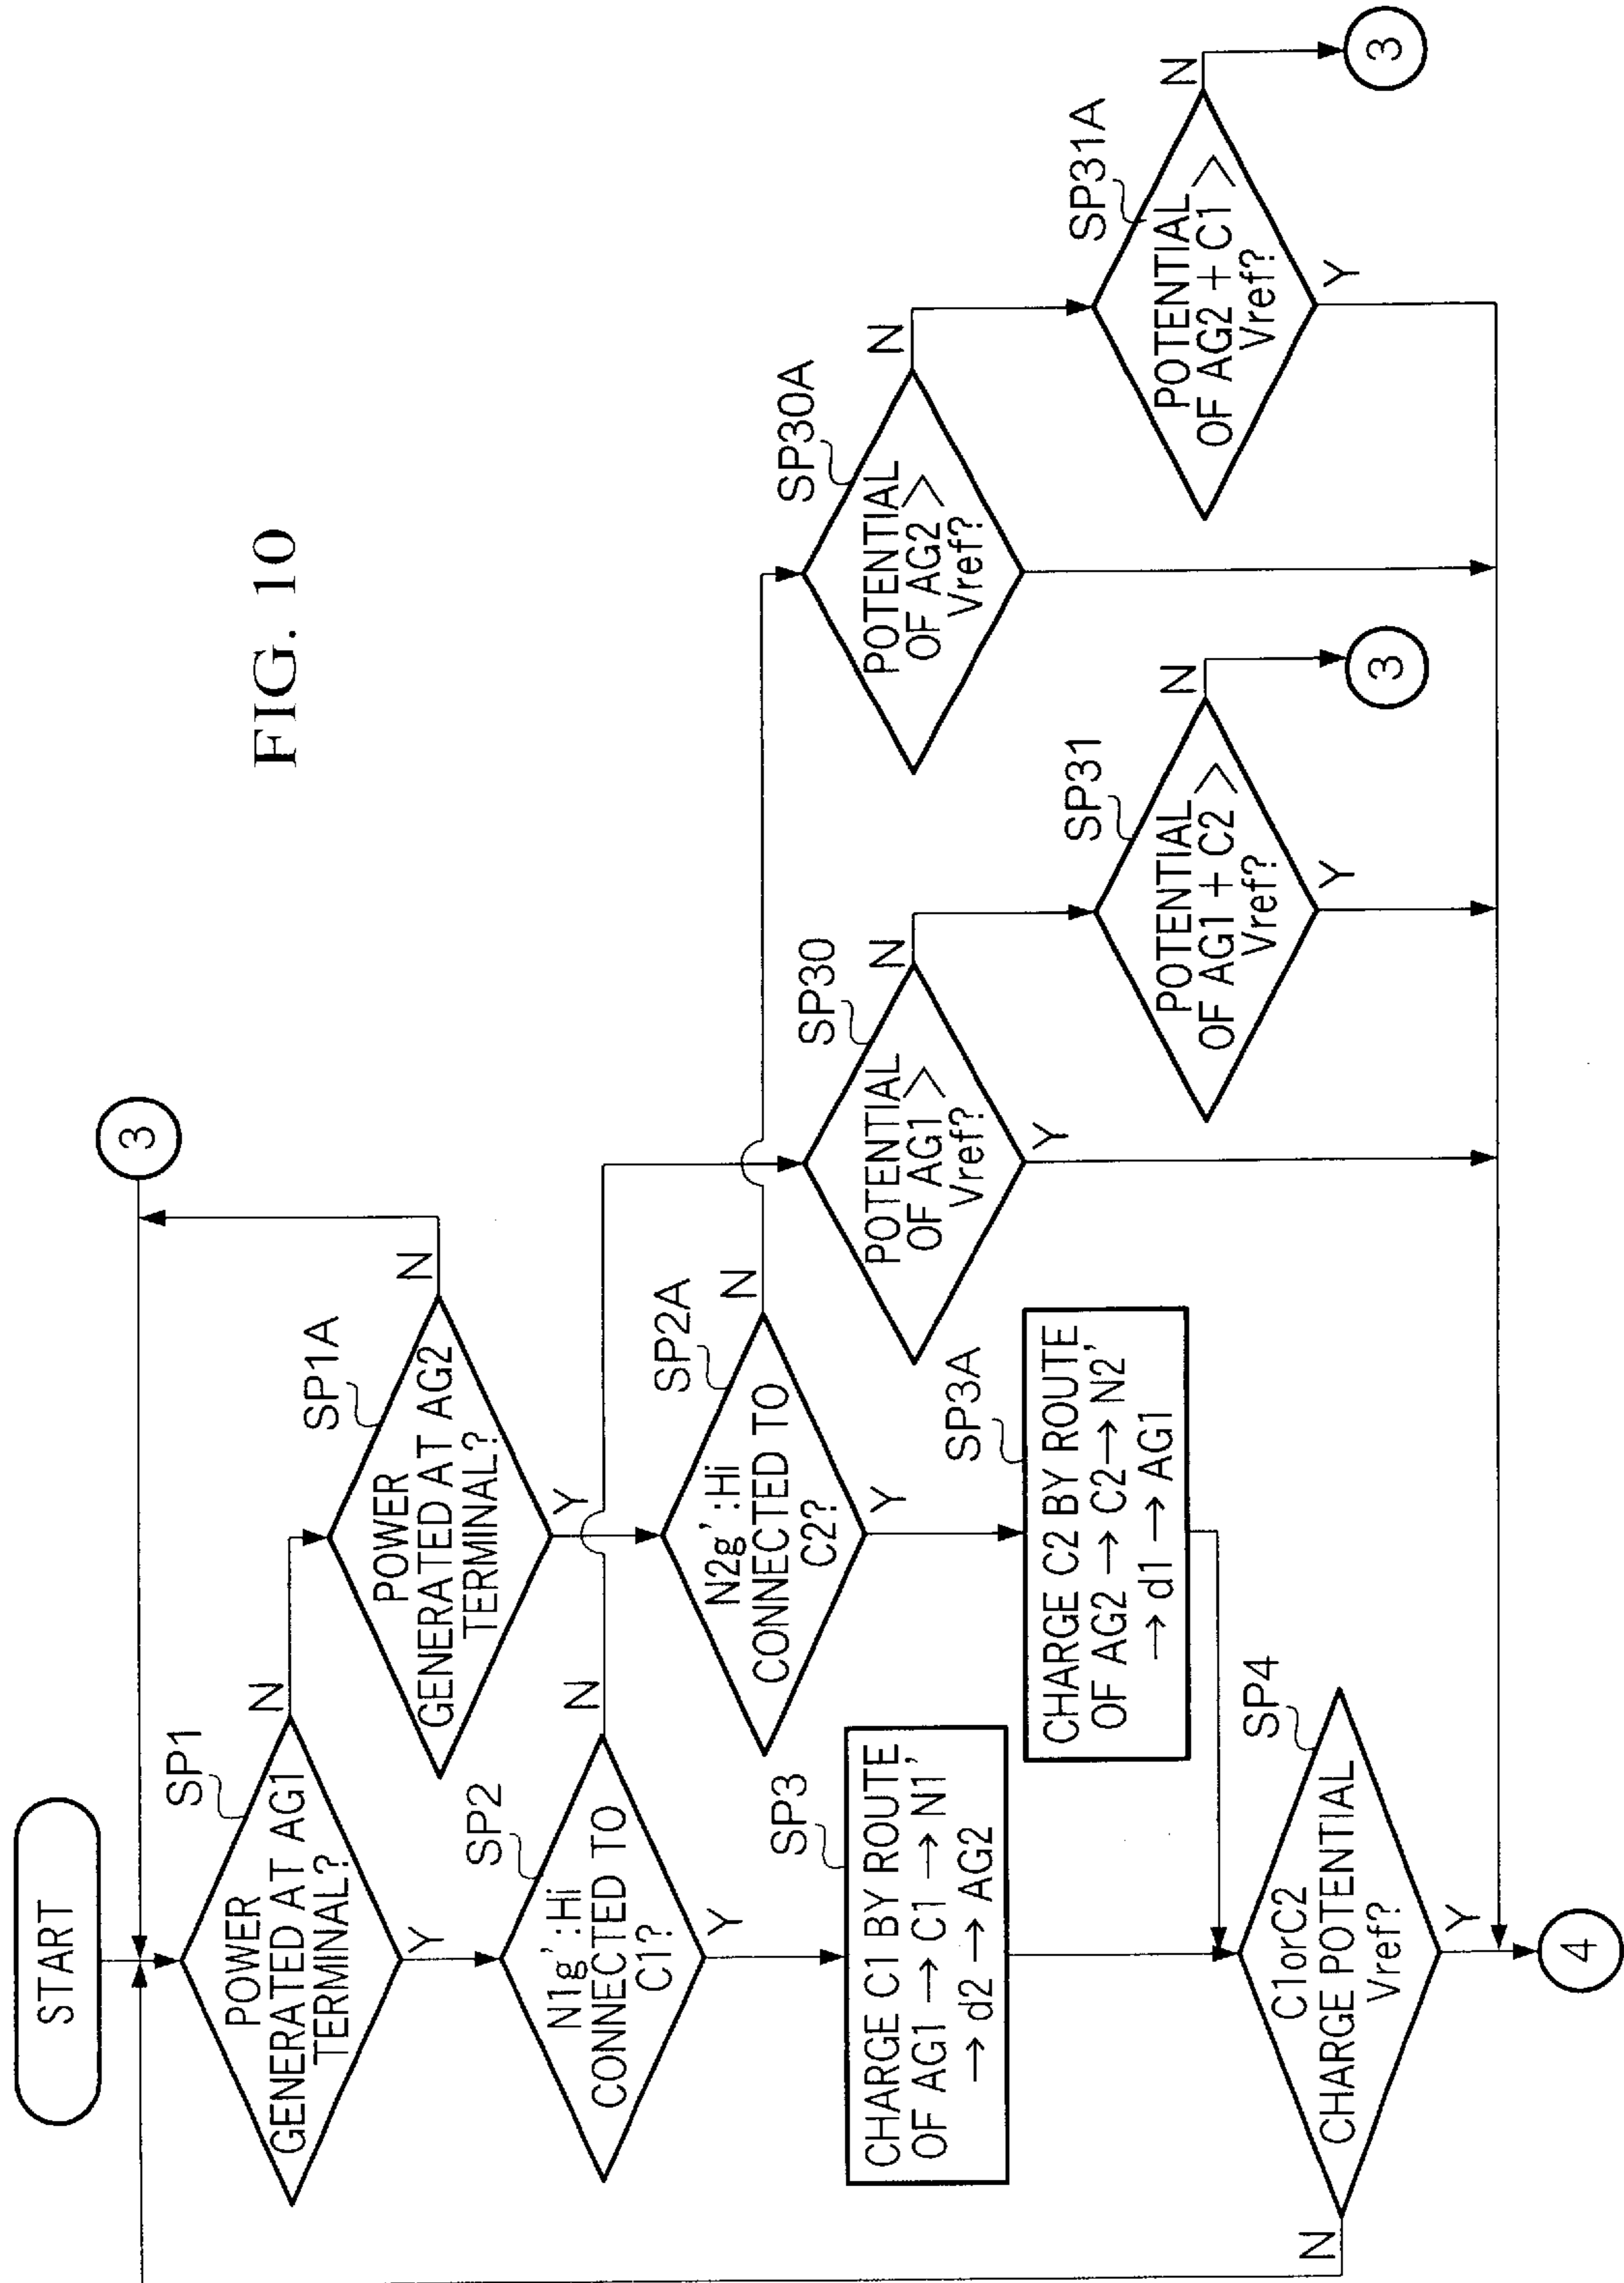 FIG. 10
START
SP1
POWER
GENERATED AT AG1
TERMINAL?
N
Y
SP1A
POWER
GENERATED AT AG2
TERMINAL?
N
Y
3
SP2
N1g':Hi
CONNECTED TO
C1?
N
Y
SP2A
N2g':Hi
CONNECTED TO
C2?
N
Y
SP3
CHARGE C1 BY ROUTE
OF AG1 → C1 → N1'
→ d2 → AG2
SP3A
CHARGE C2 BY ROUTE
OF AG2 → C2 → N2'
→ d1 → AG1
SP30
POTENTIAL
OF AG1 >
Vref?
N
Y
SP30A
POTENTIAL
OF AG2 >
Vref?
N
SP31
POTENTIAL
OF AG1 + C2 >
Vref?
N
Y
3
SP31A
POTENTIAL
OF AG2 + C1 >
Vref?
N
Y
3
SP4
C1orC2
CHARGE POTENTIAL
Vref?
N
Y
4